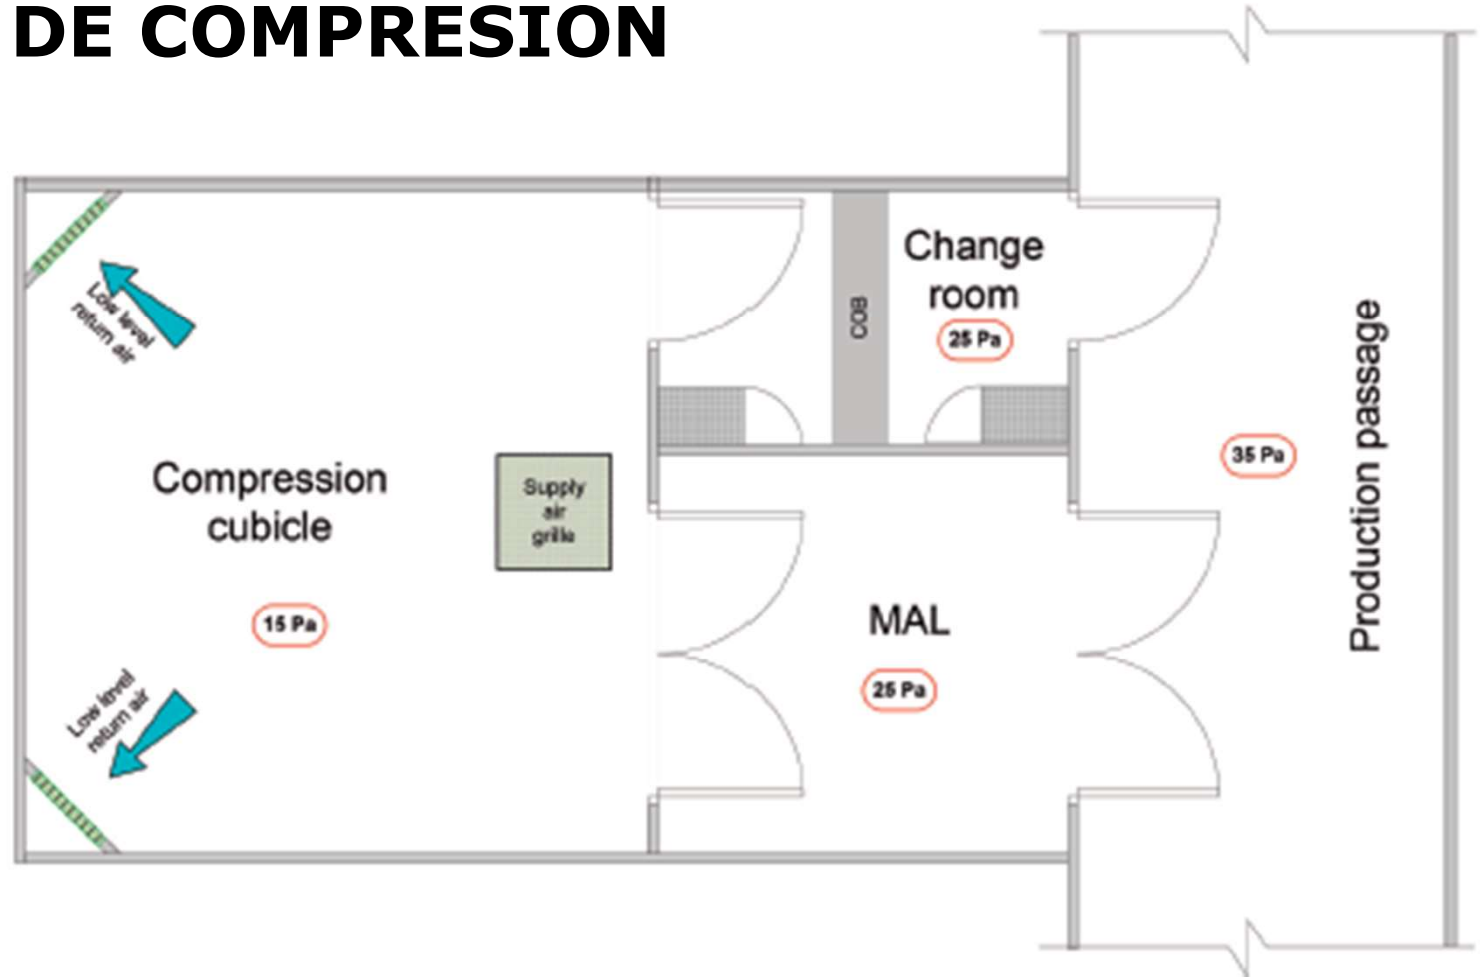 DE COMPRESION
Low level
return air
Compression
cubicle
15 Pa
Low level
return air
Supply
air
grille
COB
Change
room
25 Pa
MAL
25 Pa
35 Pa
Production passage